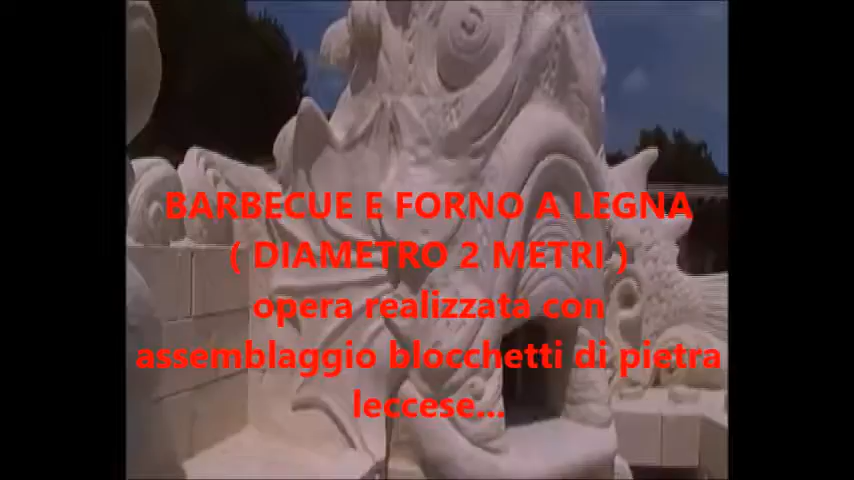 BARBECUE E FORNO A LEGNA
( DIAMETRO 2 METRI )
opera realizzata con
assemblaggio blocchetti di pietra
leccese...